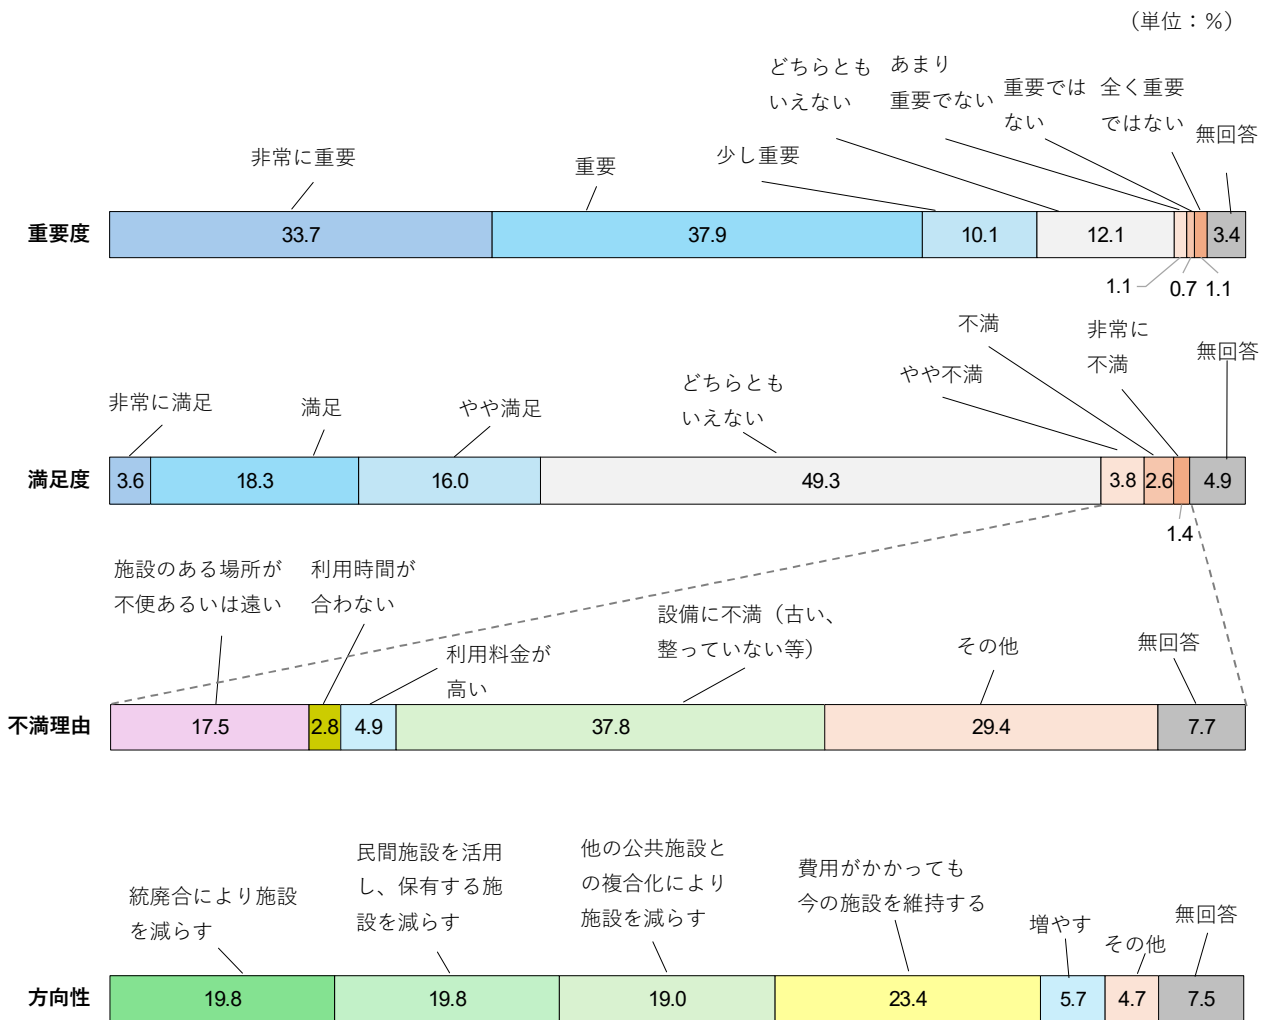 （単位：％）
どちらとも
いえない
あまり
重要でない
重要では
ない
全く重要
ではない
無回答
非常に重要
重要
少し重要
重要度
33.7
37.9
10.1
12.1
3.4
1.1
0.7
1.1
不満
非常に
不満
無回答
やや不満
どちらとも
いえない
非常に満足
満足
やや満足
満足度
3.6
18.3
16.0
49.3
3.8
2.6
4.9
1.4
施設のある場所が
不便あるいは遠い
利用時間が
合わない
利用料金が
高い
設備に不満（古い、
整っていない等）
その他
無回答
不満理由
17.5
2.8
4.9
37.8
29.4
7.7
統廃合により施設
を減らす
民間施設を活用
し、保有する施
設を減らす
他の公共施設と
の複合化により
施設を減らす
費用がかかっても
今の施設を維持する
増やす
その他
無回答
方向性
19.8
19.8
19.0
23.4
5.7
4.7
7.5